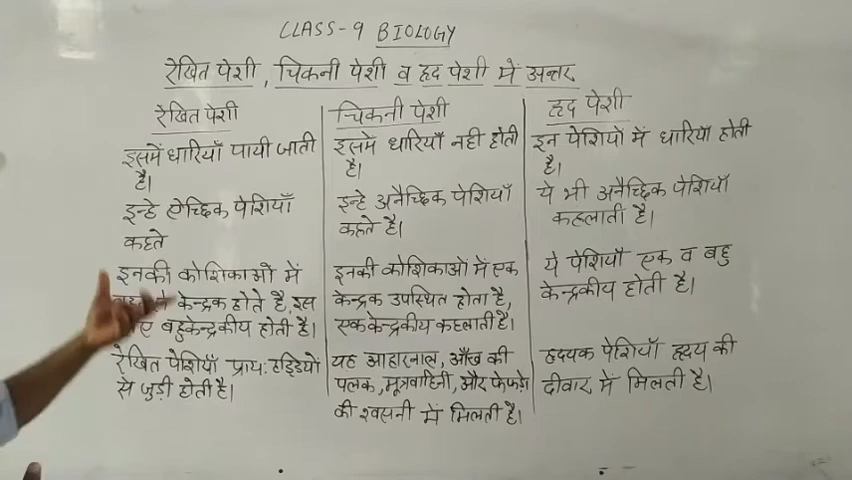 CLASS-9 BIOLOGY
रेखित पेशी, चिकनी पेशी व हृद पेशी में अन्तर
रेखित पेशी
इसमें धारियाँ पायी जाती
है।
इन्हे ऐच्छिक पेशियाँ
कहते
इनकी कोशिकाओ में
केन्द्रक होते है, इस
बहुकेन्द्रकीय होती है।
रेखित पेशियाँ प्राय: हड्डियों
से जुड़ी होती है।
चिकनी पेशी
इसमें धारियाँ नही होती
है।
इन्हे अनैच्छिक पेशियाँ
कहते है।
इनकी कोशिकाओं में एक
केन्द्रक उपस्थित होता है,
एककेन्द्रकीय कहलाती है।
यह आहारनाल, आँख की
पलक, मूत्रवाहिनी, और फेफड़े
की श्वसनी में मिलती है।
हृद पेशी
इन पेशियों में धारियाँ होती
है।
ये भी अनैच्छिक पेशियाँ
कहलाती है।
ये पेशियाँ एक व बहु
केन्द्रकीय होती है।
हृदयक पेशियाँ हृदय की
दीवार में मिलती है।